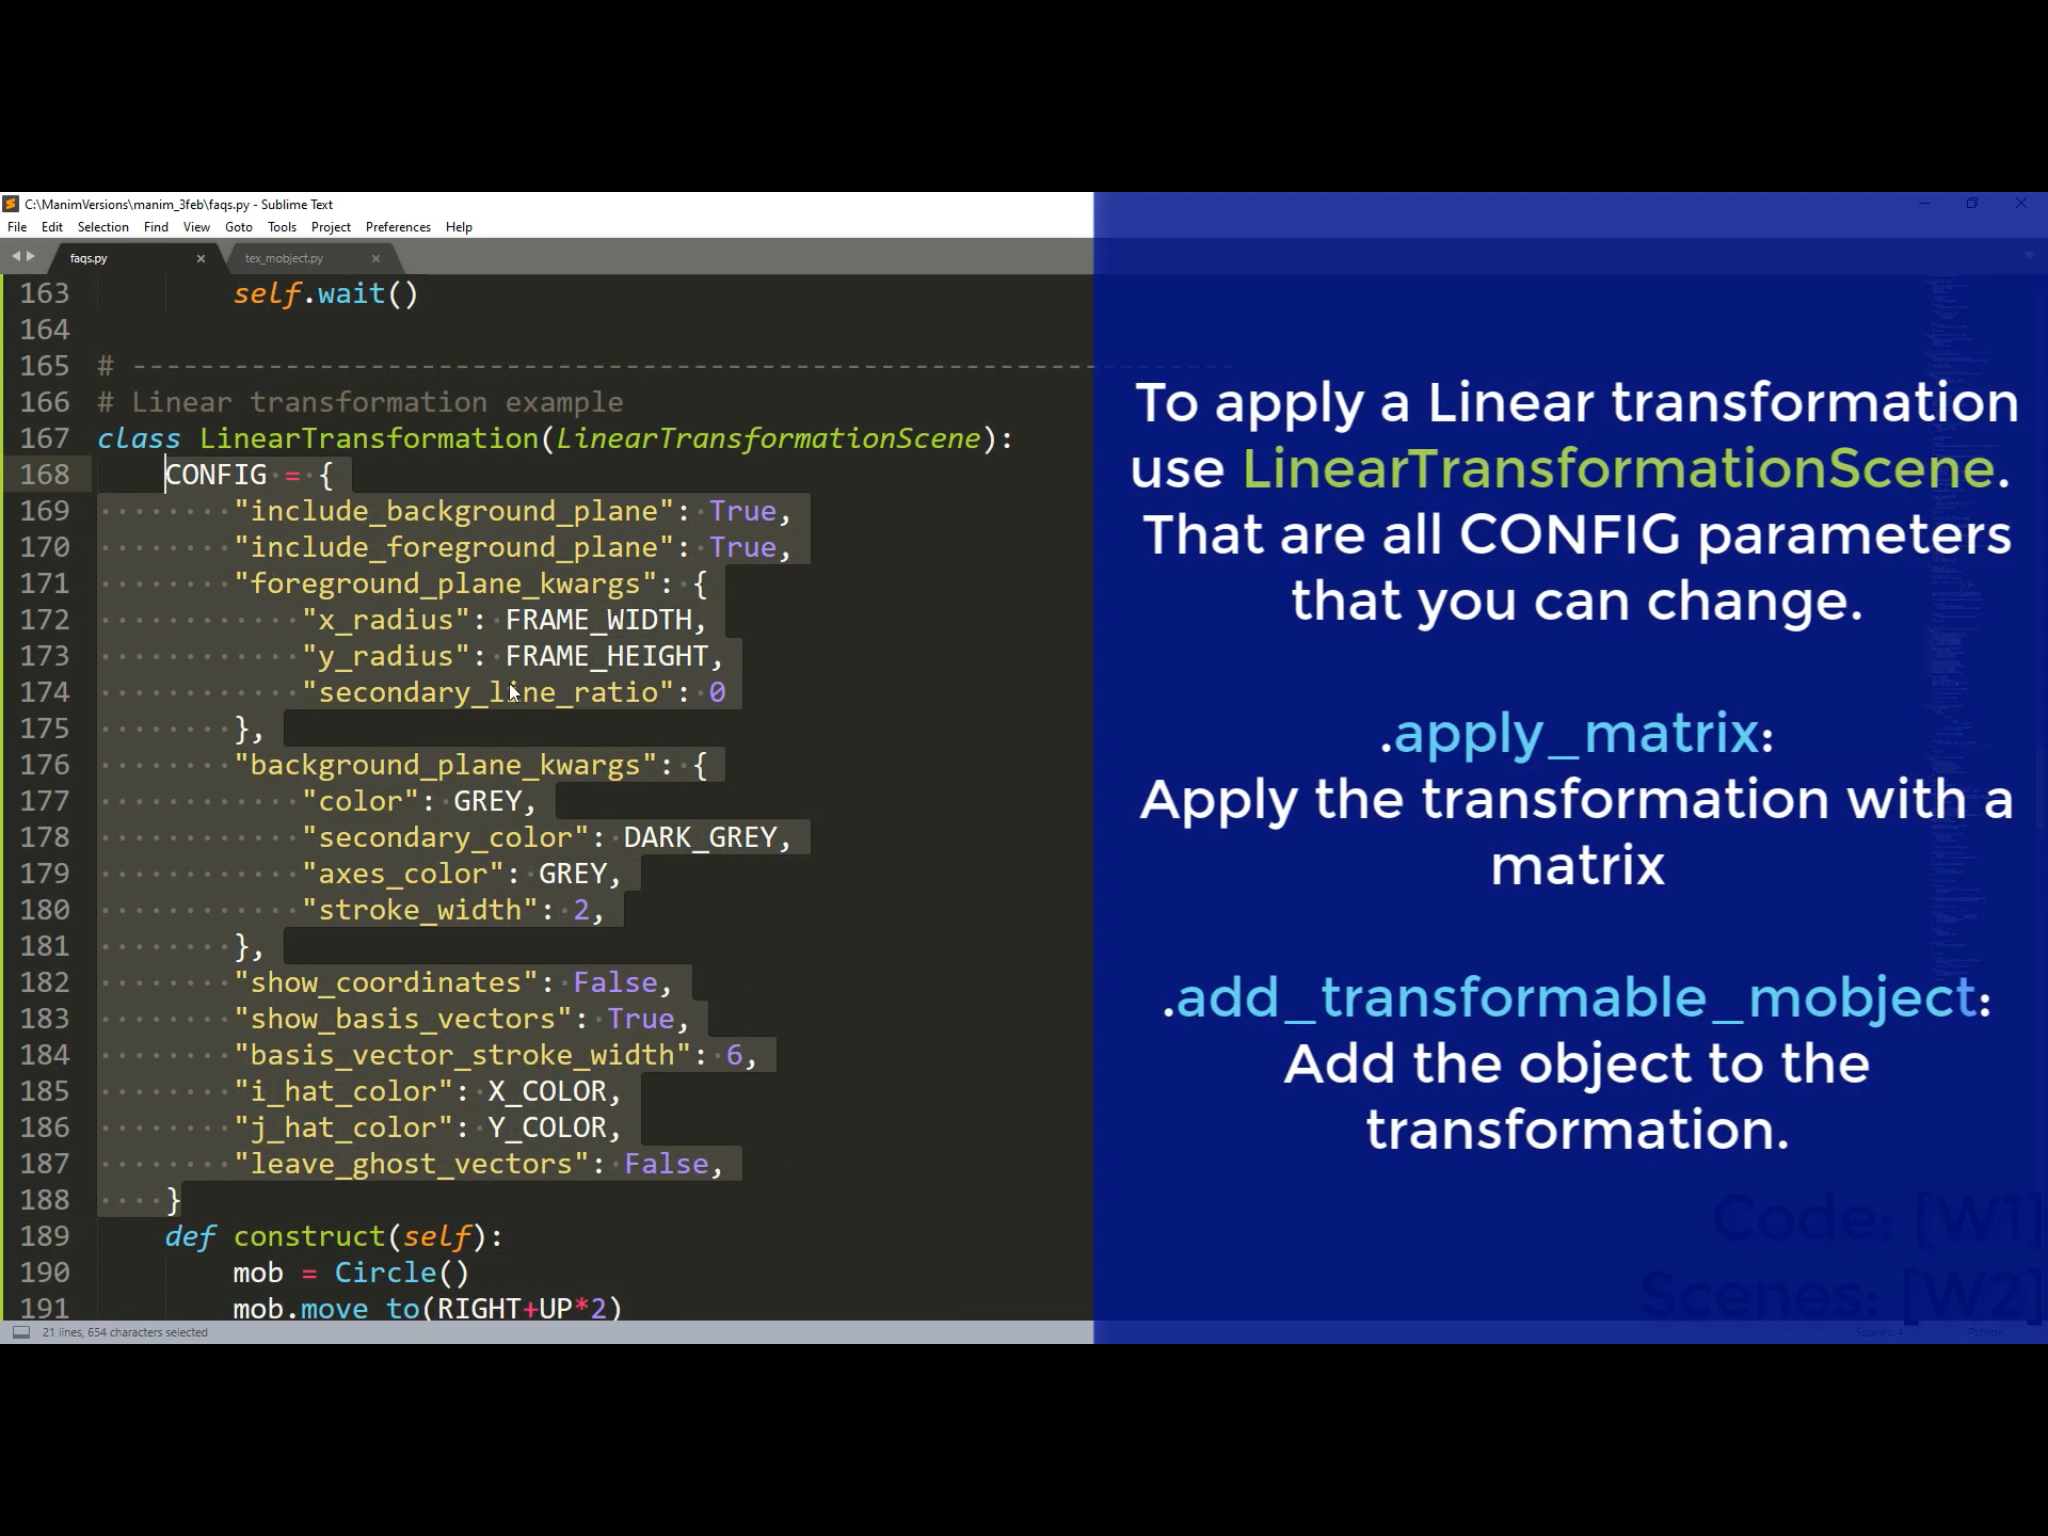 C:\ManimVersions\manim_3feb\faqs.py - Sublime Text
File Edit Selection Find View Goto Tools Project Preferences Help
faqs.py × tex_mobject.py ×
163 self.wait()
164
165 # ---------------------------------------------------------------
166 # Linear transformation example
167 class LinearTransformation(LinearTransformationScene):
168 CONFIG = {
169 "include_background_plane": True,
170 "include_foreground_plane": True,
171 "foreground_plane_kwargs": {
172 "x_radius": FRAME_WIDTH,
173 "y_radius": FRAME_HEIGHT,
174 "secondary_line_ratio": 0
175 },
176 "background_plane_kwargs": {
177 "color": GREY,
178 "secondary_color": DARK_GREY,
179 "axes_color": GREY,
180 "stroke_width": 2,
181 },
182 "show_coordinates": False,
183 "show_basis_vectors": True,
184 "basis_vector_stroke_width": 6,
185 "i_hat_color": X_COLOR,
186 "j_hat_color": Y_COLOR,
187 "leave_ghost_vectors": False,
188 }
189 def construct(self):
190 mob = Circle()
191 mob.move_to(RIGHT+UP*2)
21 lines, 654 characters selected
To apply a Linear transformation
use LinearTransformationScene.
That are all CONFIG parameters
that you can change.
.apply_matrix:
Apply the transformation with a
matrix
.add_transformable_mobject:
Add the object to the
transformation.
Code: [W1]
Scenes: [W2]
Spaces: 4 Python